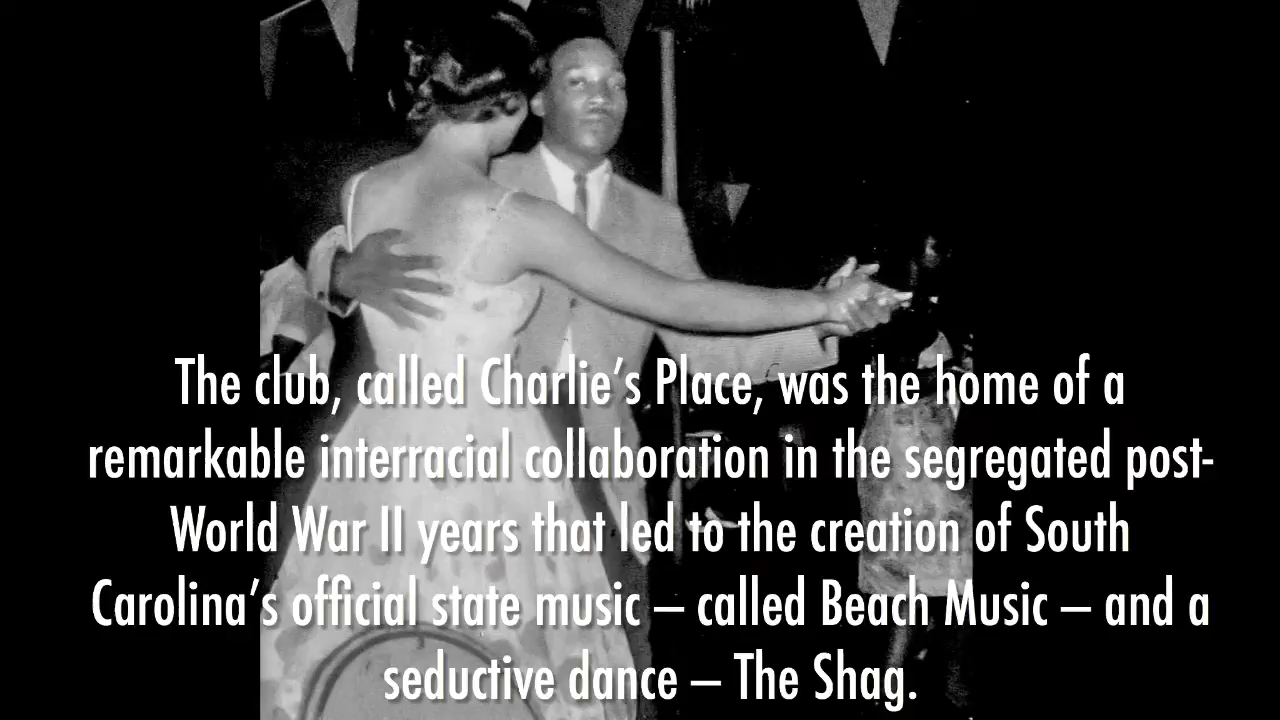 The club, called Charlie’s Place, was the home of a
remarkable interracial collaboration in the segregated post-
World War II years that led to the creation of South
Carolina’s official state music – called Beach Music – and a
seductive dance – The Shag.